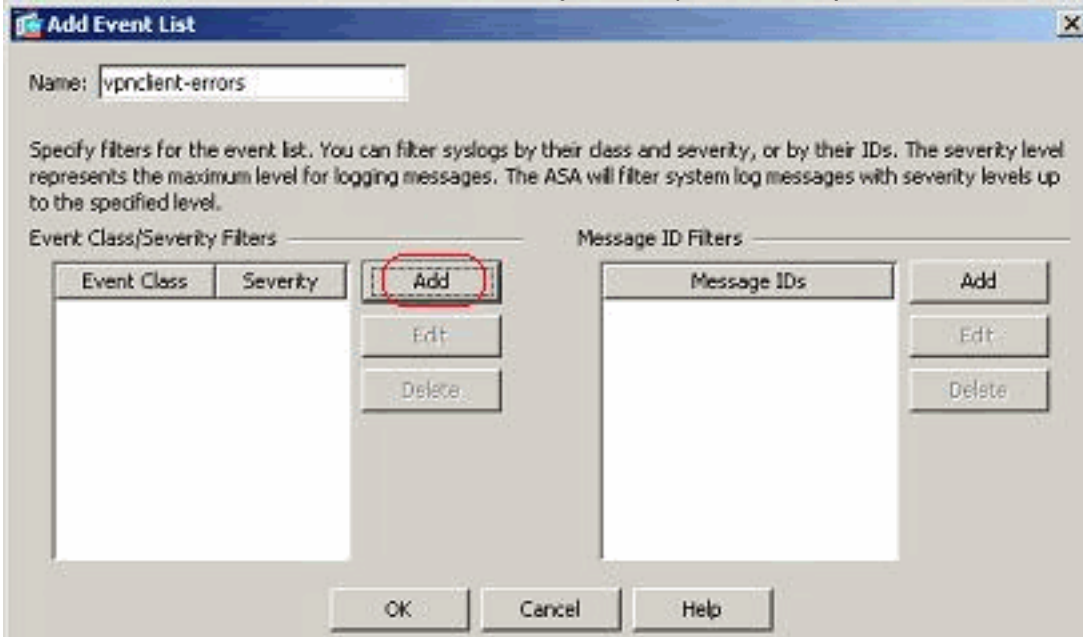 Add Event List
Name: vpnclient-errors
Specify filters for the event list. You can filter syslogs by their class and severity, or by their IDs. The severity level
represents the maximum level for logging messages. The ASA will filter system log messages with severity levels up
to the specified level.
Event Class/Severity Filters
Message ID Filters
Event Class Severity Add
Message IDs Add
Edit
Edit
Delete
Delete
OK Cancel Help